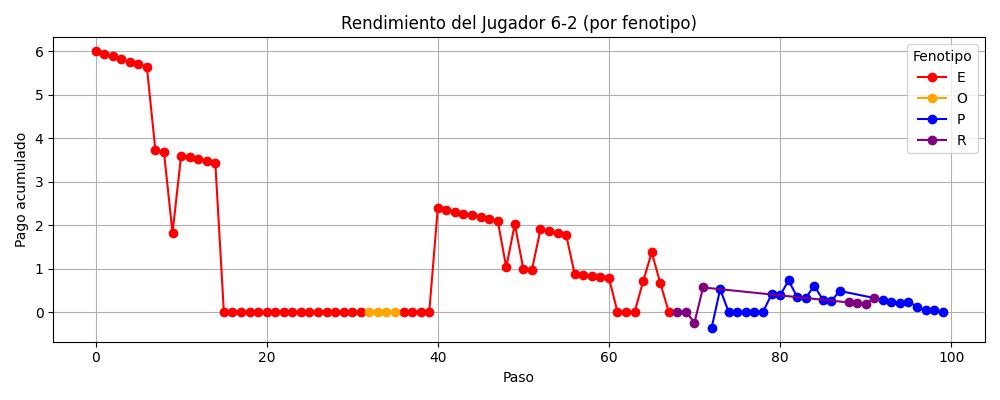 Rendimiento del Jugador 6-2 (por fenotipo)
Pago acumulado
6
5
4
3
2
1
0
0 20 40 60 80 100
Paso
Fenotipo
E
O
P
R